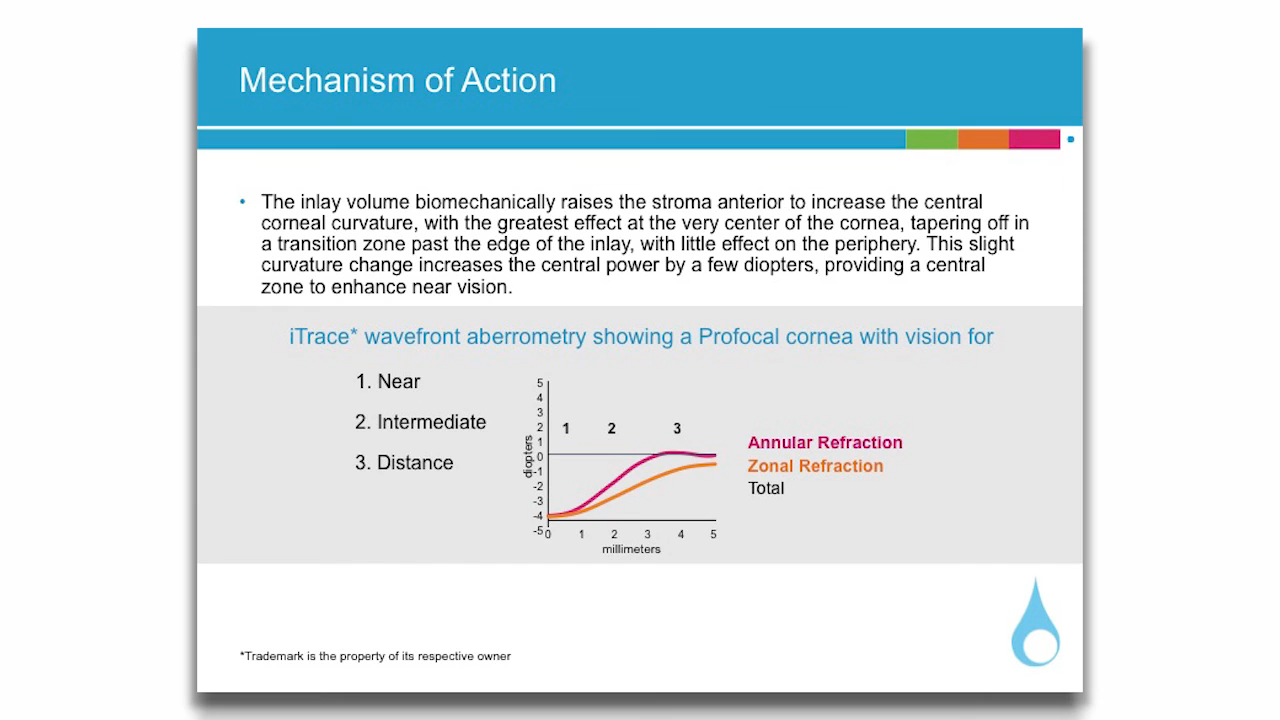 Mechanism of Action
• The inlay volume biomechanically raises the stroma anterior to increase the central
corneal curvature, with the greatest effect at the very center of the cornea, tapering off in
a transition zone past the edge of the inlay, with little effect on the periphery. This slight
curvature change increases the central power by a few diopters, providing a central
zone to enhance near vision.
iTrace* wavefront aberrometry showing a Profocal cornea with vision for
1. Near
2. Intermediate
3. Distance
5
4
3
2
1
0
-1
-2
-3
-4
-5
diopters
1 2 3
0 1 2 3 4 5
millimeters
Annular Refraction
Zonal Refraction
Total
*Trademark is the property of its respective owner